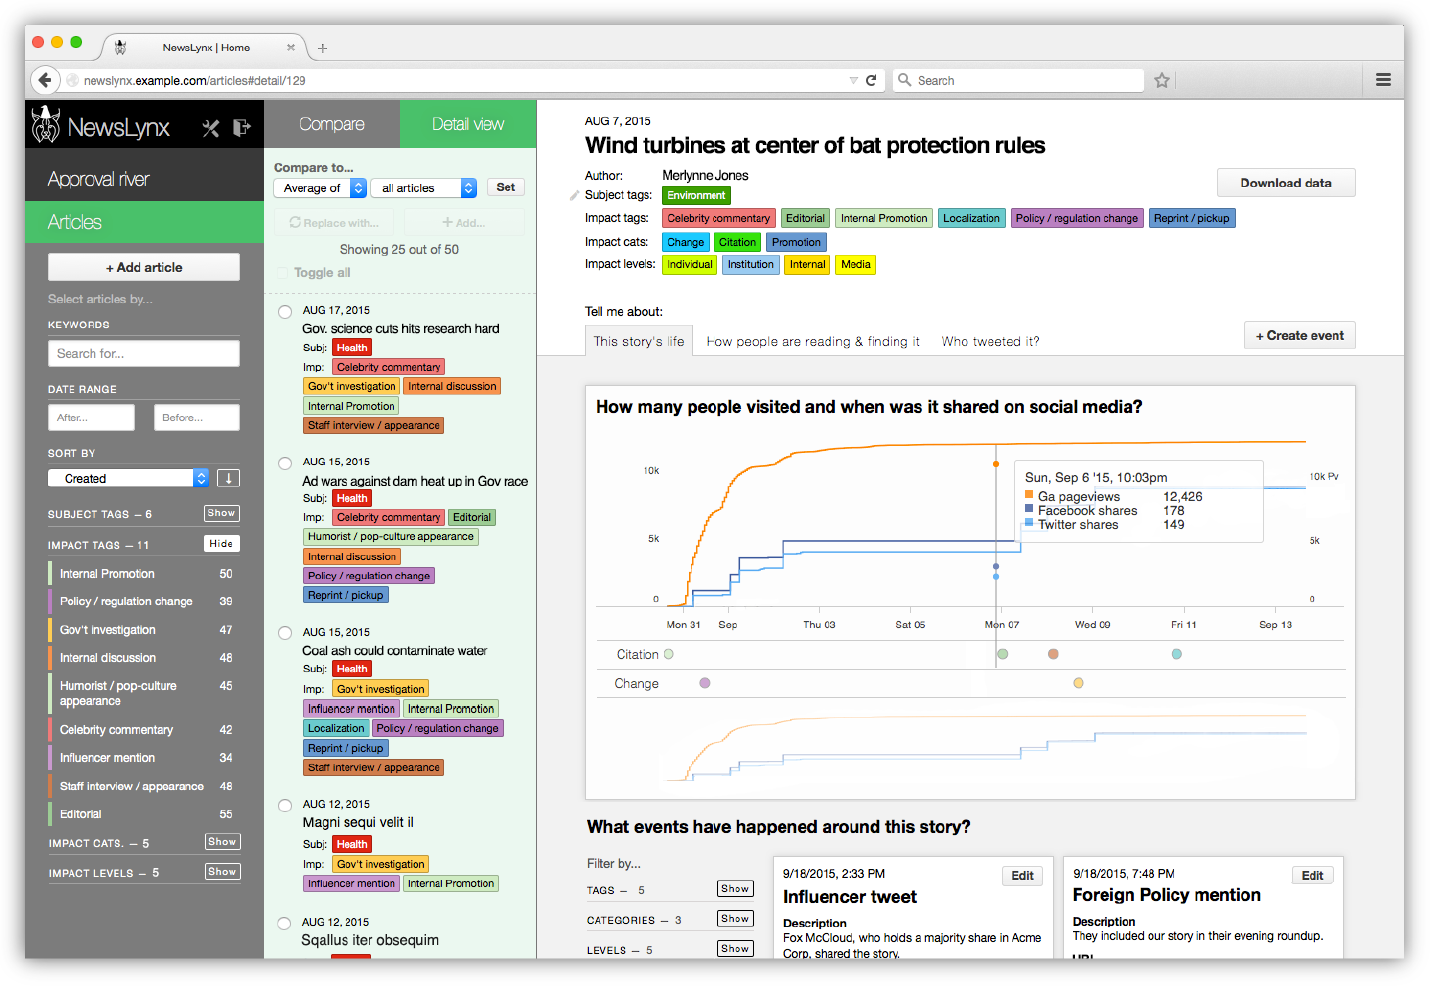 NewsLynx | Home
newslynx.example.com/articles#detail/129
Search
NewsLynx
Approval river
Articles
+ Add article
Select articles by...
KEYWORDS
Search for...
DATE RANGE
After...
Before...
SORT BY
Created
SUBJECT TAGS – 6 Show
IMPACT TAGS – 11 Hide
Internal Promotion 50
Policy / regulation change 39
Gov't investigation 47
Internal discussion 48
Humorist / pop-culture 45
appearance
Celebrity commentary 42
Influencer mention 34
Staff interview / appearance 48
Editorial 55
IMPACT CATS. – 5 Show
IMPACT LEVELS – 5 Show
Compare
Detail view
Compare to...
Average of all articles Set
Replace with... + Add...
Showing 25 out of 50
Toggle all
AUG 17, 2015
Gov. science cuts hits research hard
Subj: Health
Imp: Celebrity commentary
Gov't investigation Internal discussion
Internal Promotion
Staff interview / appearance
AUG 15, 2015
Ad wars against dam heat up in Gov race
Subj: Health
Imp: Celebrity commentary Editorial
Humorist / pop-culture appearance
Internal discussion
Policy / regulation change
Reprint / pickup
AUG 15, 2015
Coal ash could contaminate water
Subj: Health
Imp: Gov't investigation
Influencer mention Internal Promotion
Localization Policy / regulation change
Reprint / pickup
Staff interview / appearance
AUG 12, 2015
Magni sequi velit il
Subj: Health
Imp: Gov't investigation
Influencer mention Internal Promotion
AUG 12, 2015
Sqallus iter obsequim
AUG 7, 2015
Wind turbines at center of bat protection rules
Author: Merlynne Jones
Download data
Subject tags: Environment
Impact tags: Celebrity commentary Editorial Internal Promotion Localization Policy / regulation change Reprint / pickup
Impact cats: Change Citation Promotion
Impact levels: Individual Institution Internal Media
Tell me about:
This story's life How people are reading & finding it Who tweeted it?
+ Create event
How many people visited and when was it shared on social media?
10k
5k
0
10k Pv
5k
0
Sun, Sep 6 '15, 10:03pm
Ga pageviews 12,426
Facebook shares 178
Twitter shares 149
Mon 31 Sep Thu 03 Sat 05 Mon 07 Wed 09 Fri 11 Sep 13
Citation
Change
What events have happened around this story?
Filter by...
TAGS – 5 Show
CATEGORIES – 3 Show
LEVELS – 5 Show
9/18/2015, 2:33 PM Edit
Influencer tweet
Description
Fox McCloud, who holds a majority share in Acme
Corp, shared the story.
9/18/2015, 7:48 PM Edit
Foreign Policy mention
Description
They included our story in their evening roundup.